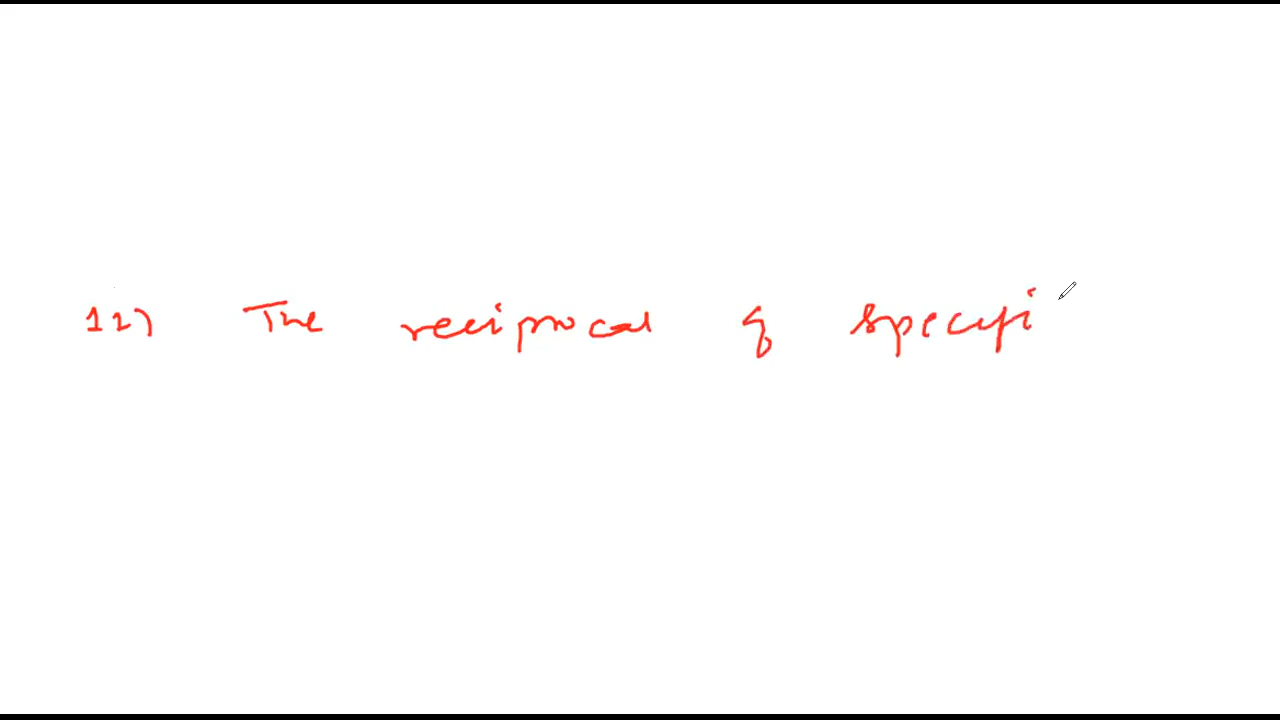 12) The reciprocal of specifi